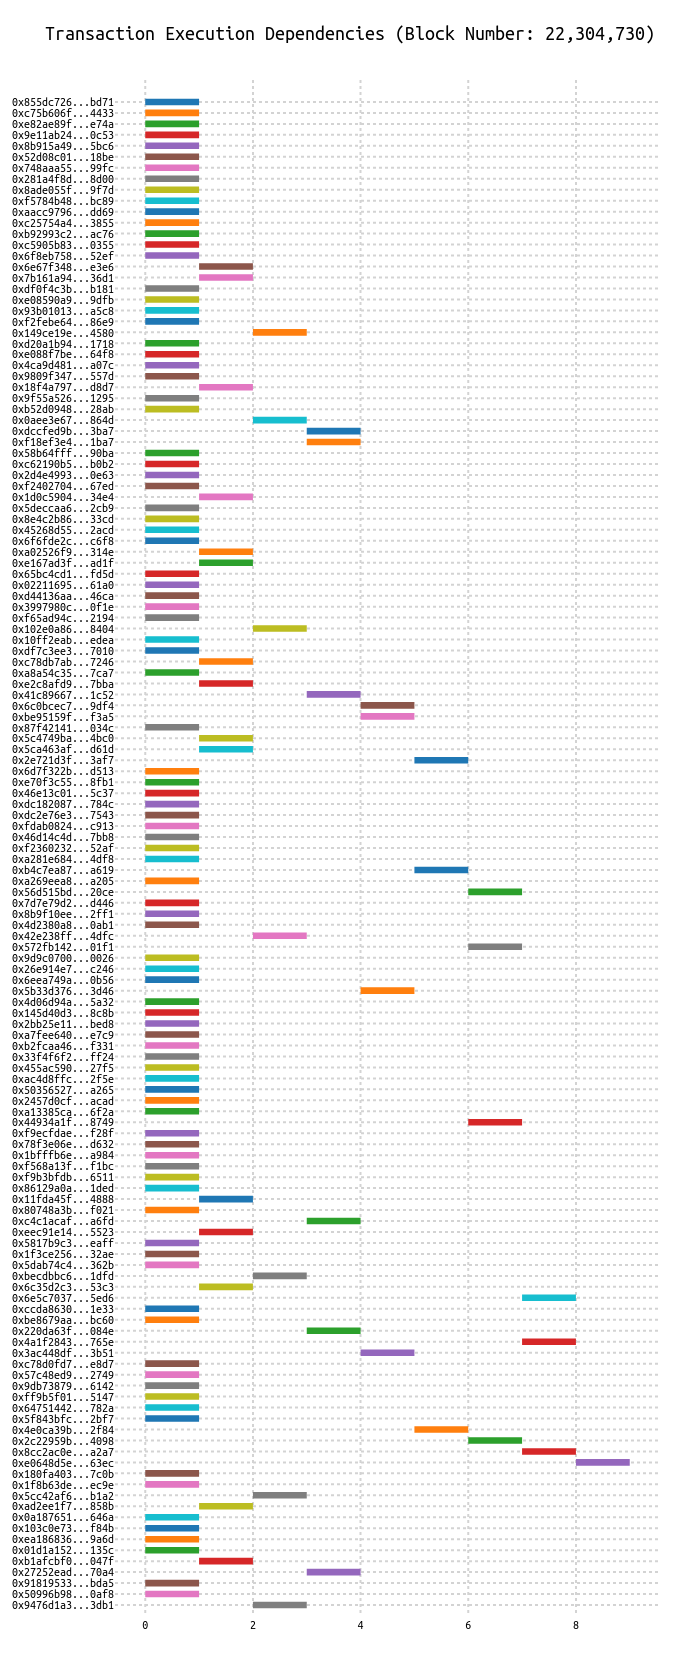 Transaction Execution Dependencies (Block Number: 22,304,730)
0x855dc726...bd71
0xc75b606f...4433
0xe82ae89f...e74a
0x9e11ab24...0c53
0x8b915a49...5bc6
0x52d08c01...18be
0x748aaa55...99fc
0x281a4f8d...8d00
0x8ade055f...9f7d
0xf5784b48...bc89
0xaacc9796...dd69
0xc25754a4...3855
0xb92993c2...ac76
0xc5905b83...0355
0x6f8eb758...52ef
0x6e67f348...e3e6
0x7b161a94...36d1
0xdf0f4c3b...b181
0xe08590a9...9dfb
0x93b01013...a5c8
0xf2febe64...86e9
0x149ce19e...4580
0xd20a1b94...1718
0xe088f7be...64f8
0x4ca9d481...a07c
0x9809f347...557d
0x18f4a797...d8d7
0x9f55a526...1295
0xb52d0948...28ab
0x0aee3e67...864d
0xdccfed9b...3ba7
0xf18ef3e4...1ba7
0x58b64fff...90ba
0xc62190b5...b0b2
0x2d4e4993...0e63
0xf2402704...67ed
0x1d0c5904...34e4
0x5deccaa6...2cb9
0x8e4c2b86...33cd
0x45268d55...2acd
0x6f6fde2c...c6f8
0xa02526f9...314e
0xe167ad3f...ad1f
0x65bc4cd1...fd5d
0x02211695...61a0
0xd44136aa...46ca
0x3997980c...0f1e
0xf65ad94c...2194
0x102e0a86...8404
0x10ff2eab...edea
0xdf7c3ee3...7010
0xc78db7ab...7246
0xa8a54c35...7ca7
0xe2c8afd9...7bba
0x41c89667...1c52
0x6c0bcec7...9df4
0xbe95159f...f3a5
0x87f42141...034c
0x5c4749ba...4bc0
0x5ca463af...d61d
0x2e721d3f...3af7
0x6d7f322b...d513
0xe70f3c55...8fb1
0x46e13c01...5c37
0xdc182087...784c
0xdc2e76e3...7543
0xfdab0824...c913
0x46d14c4d...7bb8
0xf2360232...52af
0xa281e684...4df8
0xb4c7ea87...a619
0xa269eea8...a205
0x56d515bd...20ce
0x7d7e79d2...d446
0x8b9f10ee...2ff1
0x4d2380a8...0ab1
0x42e238ff...4dfc
0x572fb142...01f1
0x9d9c0700...0026
0x26e914e7...c246
0x6eea749a...0b56
0x5b33d376...3d46
0x4d06d94a...5a32
0x145d40d3...8c8b
0x2bb25e11...bed8
0xa7fee640...e7c9
0xb2fcaa46...f331
0x33f4f6f2...ff24
0x455ac590...27f5
0xac4d8ffc...2f5e
0x50356527...a265
0x2457d0cf...acad
0xa13385ca...6f2a
0x44934a1f...8749
0xf9ecfdae...f28f
0x78f3e06e...d632
0x1bfffb6e...a984
0xf568a13f...f1bc
0xf9b3bfdb...6511
0x86129a0a...1ded
0x11fda45f...4888
0x80748a3b...f021
0xc4c1acaf...a6fd
0xeec91e14...5523
0x5817b9c3...eaff
0x1f3ce256...32ae
0x5dab74c4...362b
0xbecdbbc6...1dfd
0x6c35d2c3...53c3
0x6e5c7037...5ed6
0xccda8630...1e33
0xbe8679aa...bc60
0x220da63f...084e
0x4a1f2843...765e
0x3ac448df...3b51
0xc78d0fd7...e8d7
0x57c48ed9...2749
0x9db73879...6142
0xff9b5f01...5147
0x64751442...782a
0x5f843bfc...2bf7
0x4e0ca39b...2f84
0x2c22959b...4098
0x8cc2ac0e...a2a7
0xe0648d5e...63ec
0x180fa403...7c0b
0x1f8b63de...ec9e
0x5cc42af6...b1a2
0xad2ee1f7...858b
0x0a187651...646a
0x103c0e73...f84b
0xea186836...9a6d
0x01d1a152...135c
0xb1afcbf0...047f
0x27252ead...70a4
0x91819533...bda5
0x50996b98...0af8
0x9476d1a3...3db1
0 2 4 6 8